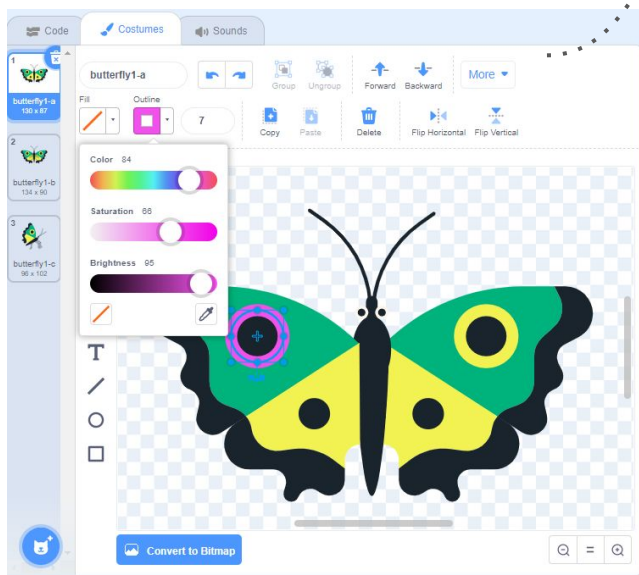 Code Costumes Sounds
1
butterfly1-a
130 x 87
2
butterfly1-b
134 x 90
3
butterfly1-c
96 x 102
butterfly1-a Group Ungroup Forward Backward More
Fill Outline
7 Copy Paste Delete Flip Horizontal Flip Vertical
Color 84
Saturation 66
Brightness 95
T
Convert to Bitmap